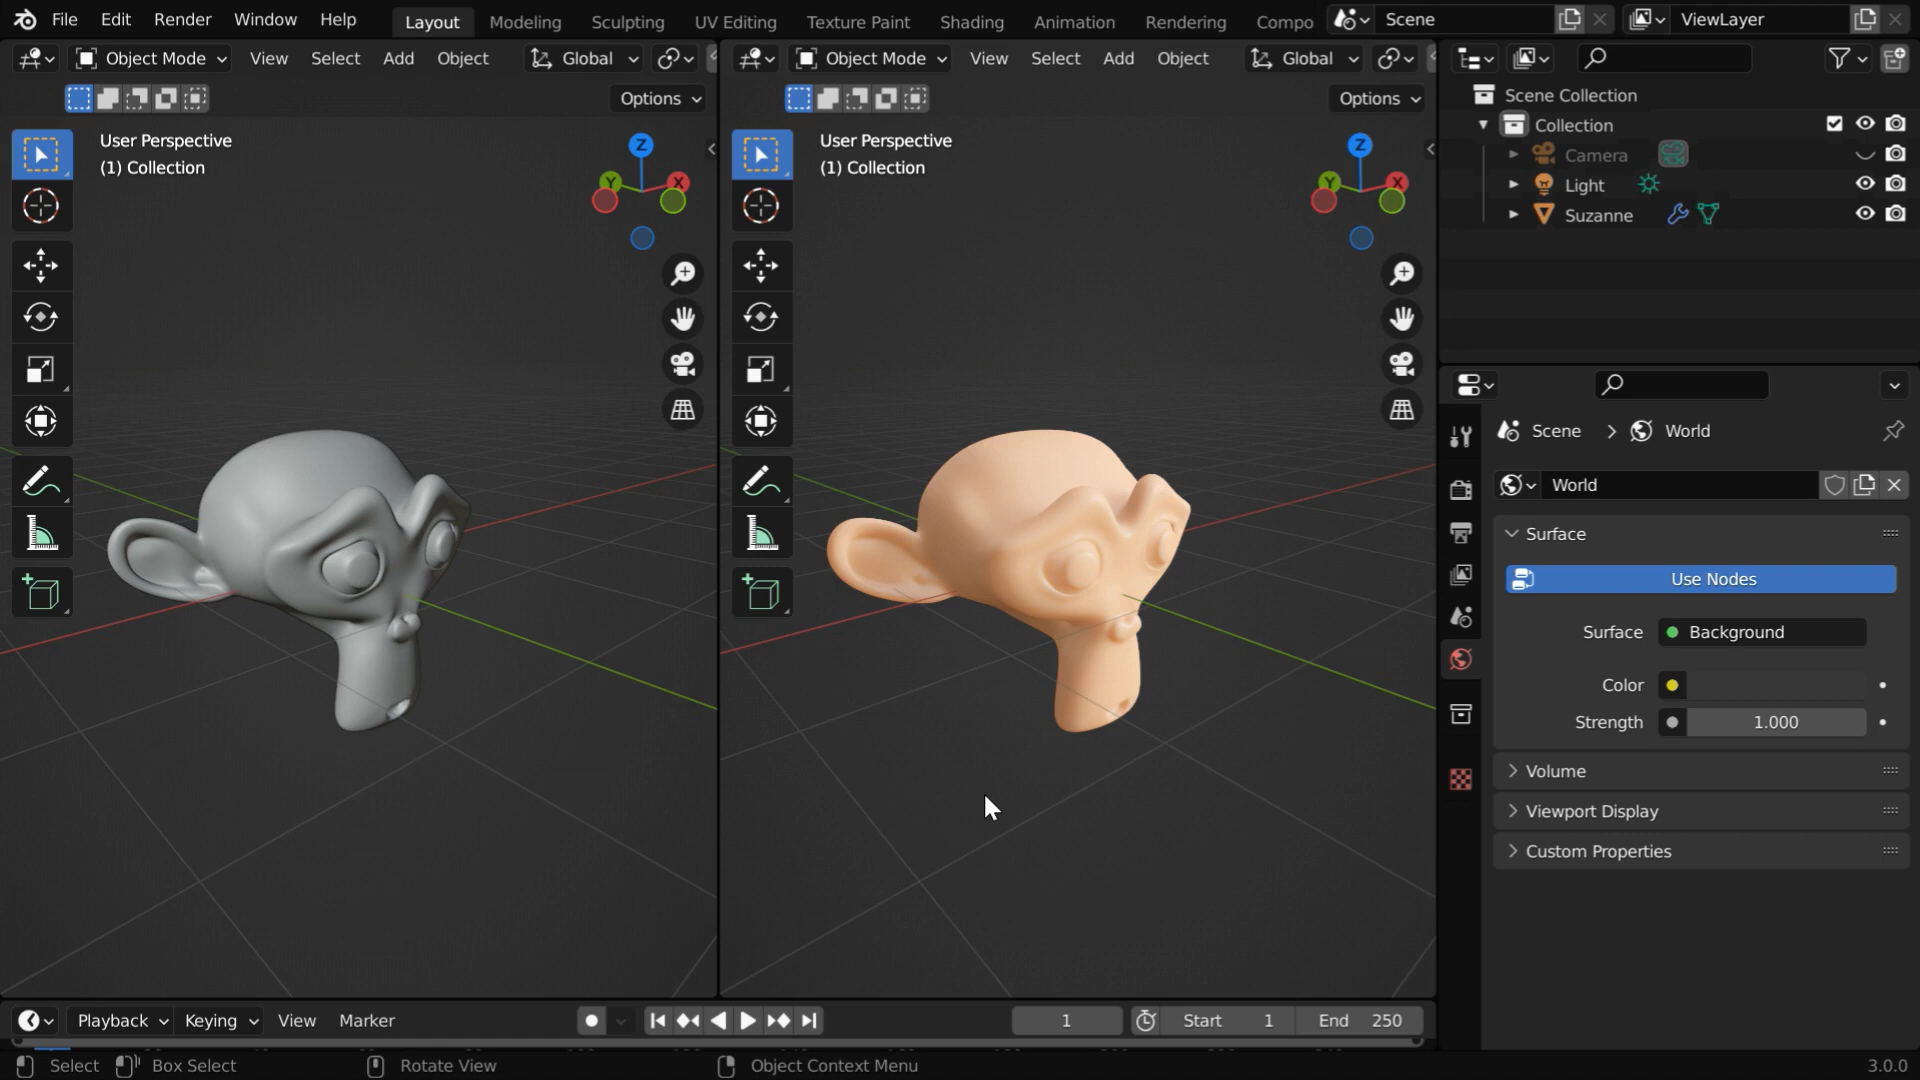 File Edit Render Window Help Layout Modeling Sculpting UV Editing Texture Paint Shading Animation Rendering Compo Scene ViewLayer
Object Mode View Select Add Object Global Object Mode View Select Add Object Global
Options Options
User Perspective
(1) Collection
Z
Y
X
User Perspective
(1) Collection
Z
Y
X
Scene Collection
Collection
Camera
Light
Suzanne
Scene > World
World
Surface
Use Nodes
Surface Background
Color
Strength 1.000
Volume
Viewport Display
Custom Properties
Playback Keying View Marker 1 Start 1 End 250
Select Box Select Rotate View Object Context Menu 3.0.0